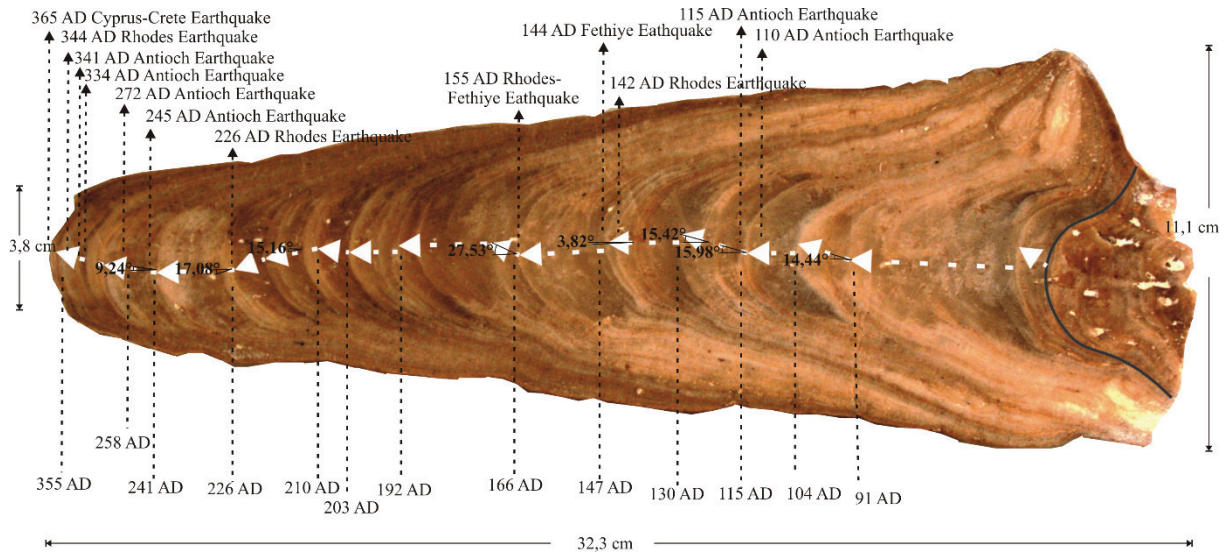 365 AD Cyprus-Crete Earthquake
344 AD Rhodes Earthquake
341 AD Antioch Earthquake
334 AD Antioch Earthquake
272 AD Antioch Earthquake
245 AD Antioch Earthquake
226 AD Rhodes Earthquake
155 AD Rhodes-
Fethiye Eathquake
144 AD Fethiye Eathquake
142 AD Rhodes Earthquake
115 AD Antioch Earthquake
110 AD Antioch Earthquake
3,8 cm
9,24°
17,08°
15,16°
27,53°
3,82°
15,42°
15,98°
14,44°
11,1 cm
355 AD
258 AD
241 AD
226 AD
210 AD
203 AD
192 AD
166 AD
147 AD
130 AD
115 AD
104 AD
91 AD
32,3 cm